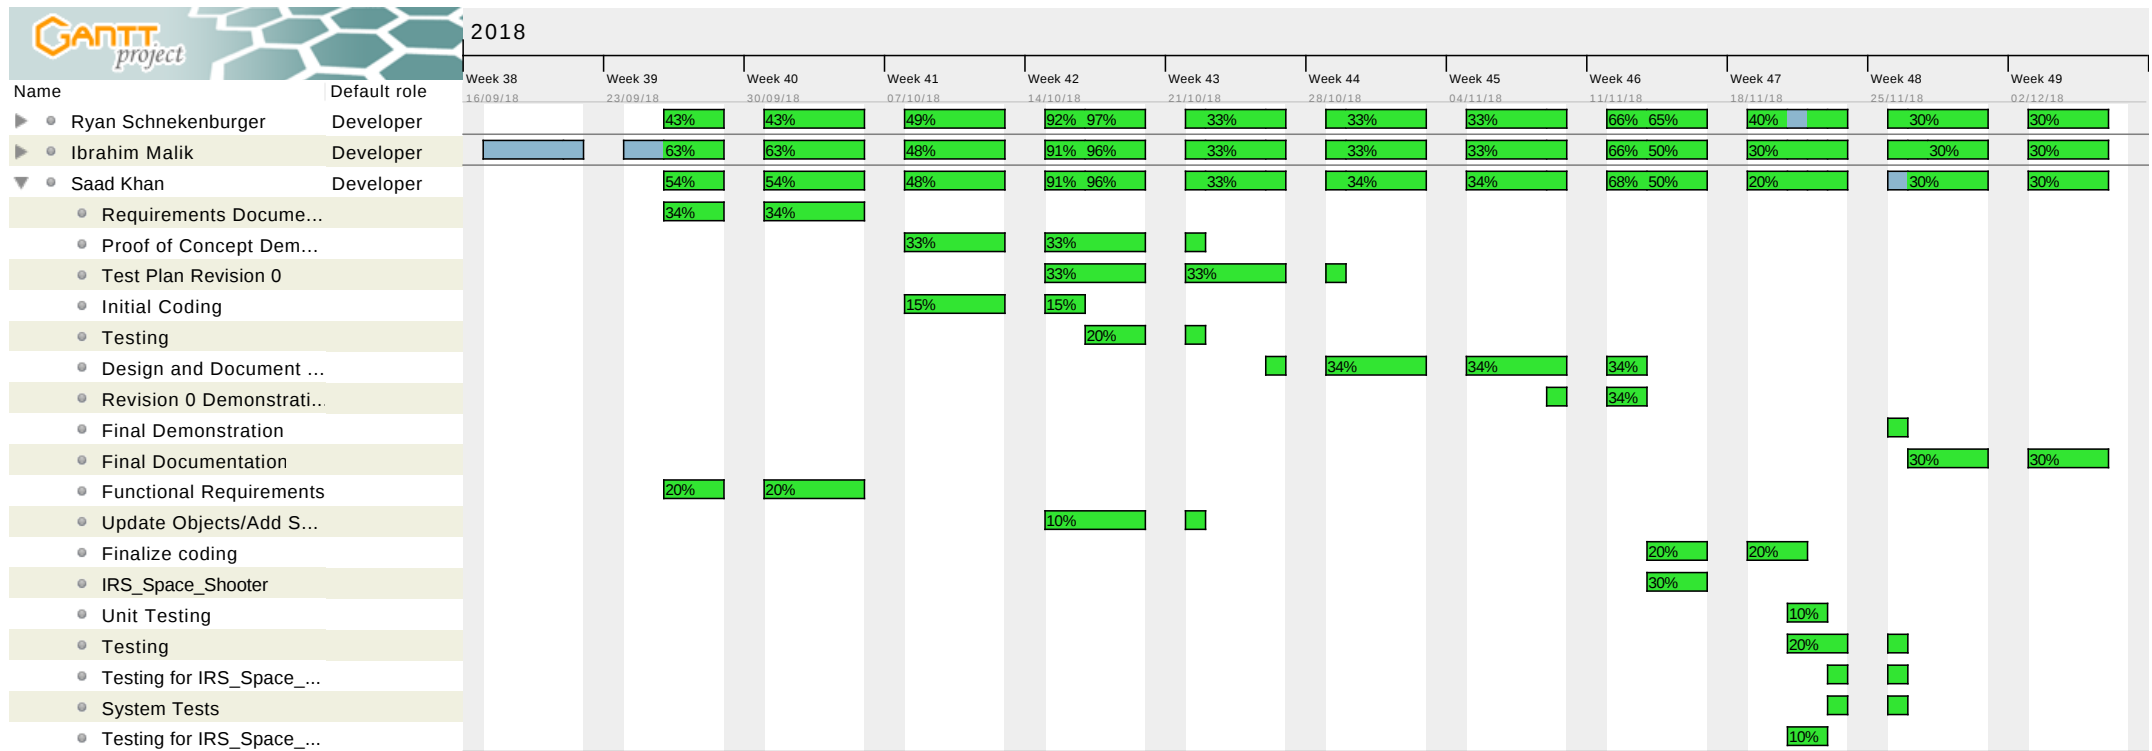 GANTT
project
2018
Week 38 Week 39 Week 40 Week 41 Week 42 Week 43 Week 44 Week 45 Week 46 Week 47 Week 48 Week 49
Name Default role
16/09/18 23/09/18 30/09/18 07/10/18 14/10/18 21/10/18 28/10/18 04/11/18 11/11/18 18/11/18 25/11/18 02/12/18
Ryan Schnekenburger Developer 43% 43% 49% 92% 97% 33% 33% 33% 66% 65% 40% 30% 30%
Ibrahim Malik Developer 63% 63% 48% 91% 96% 33% 33% 33% 66% 50% 30% 30% 30%
Saad Khan Developer 54% 54% 48% 91% 96% 33% 34% 34% 68% 50% 20% 30% 30%
Requirements Docume... 34% 34%
Proof of Concept Dem... 33% 33%
Test Plan Revision 0 33% 33%
Initial Coding 15% 15%
Testing 20%
Design and Document ... 34% 34% 34%
Revision 0 Demonstrati.. 34%
Final Demonstration
Final Documentation 30% 30%
Functional Requirements 20% 20%
Update Objects/Add S... 10%
Finalize coding 20% 20%
IRS_Space_Shooter 30%
Unit Testing 10%
Testing 20%
Testing for IRS_Space_...
System Tests
Testing for IRS_Space_... 10%